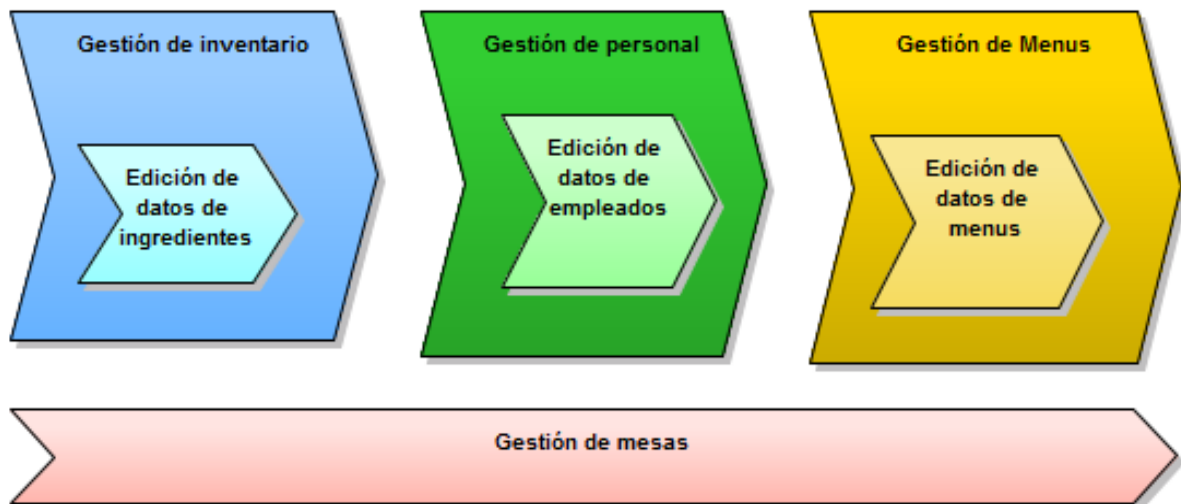 Gestión de inventario
Edición de
datos de
ingredientes
Gestión de personal
Edición de
datos de
empleados
Gestión de Menus
Edición de
datos de
menus
Gestión de mesas